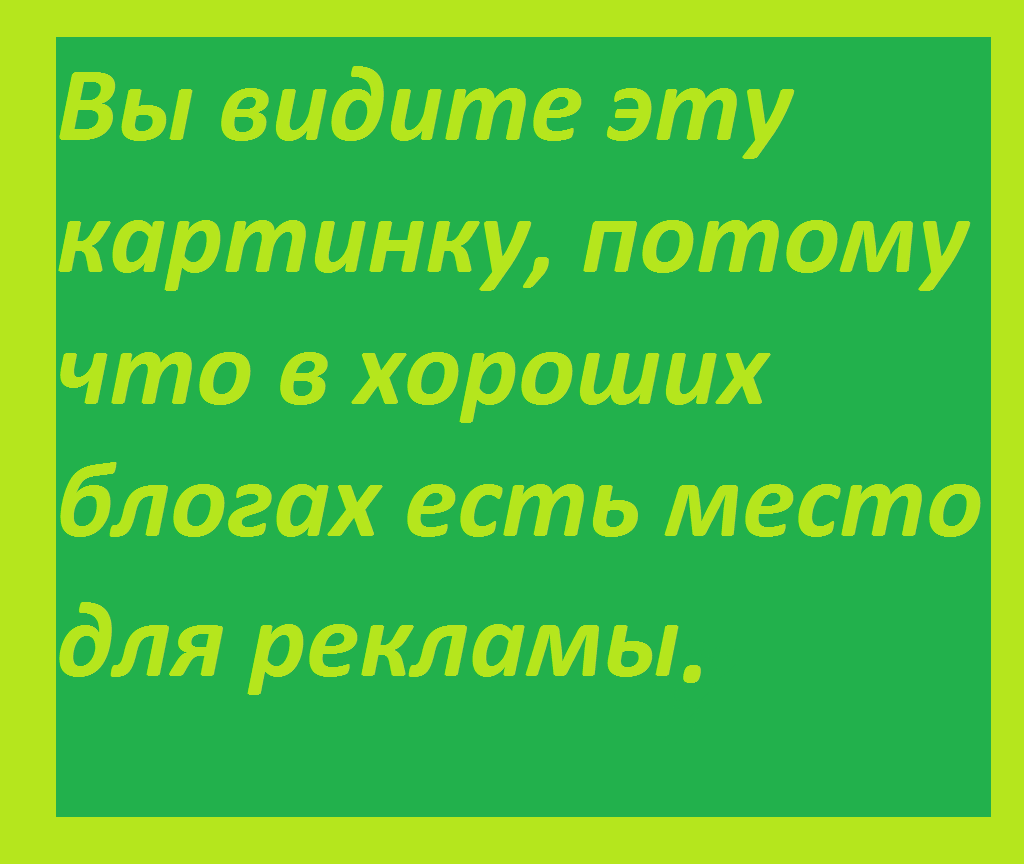 Вы видите эту
картинку, потому
что в хороших
блогах есть место
для рекламы.